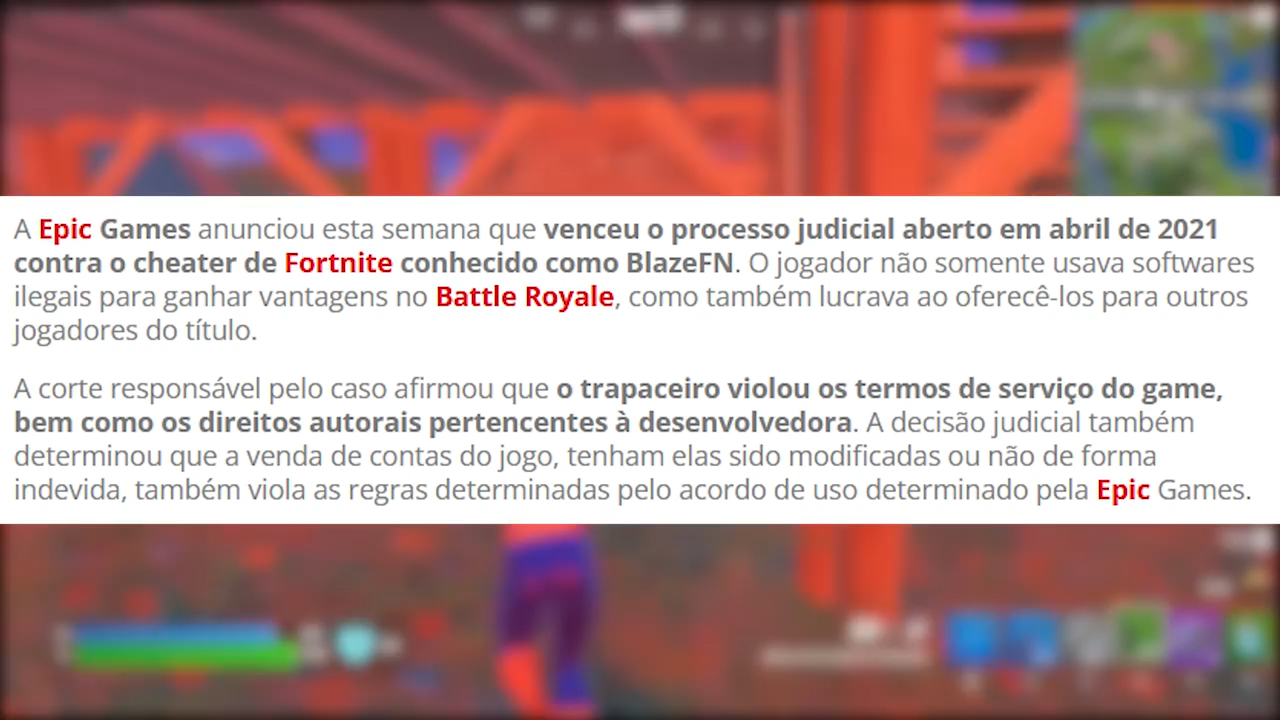 A Epic Games anunciou esta semana que venceu o processo judicial aberto em abril de 2021
contra o cheater de Fortnite conhecido como BlazeFN. O jogador não somente usava softwares
ilegais para ganhar vantagens no Battle Royale, como também lucrava ao oferecê-los para outros
jogadores do título.
A corte responsável pelo caso afirmou que o trapaceiro violou os termos de serviço do game,
bem como os direitos autorais pertencentes à desenvolvedora. A decisão judicial também
determinou que a venda de contas do jogo, tenham elas sido modificadas ou não de forma
indevida, também viola as regras determinadas pelo acordo de uso determinado pela Epic Games.